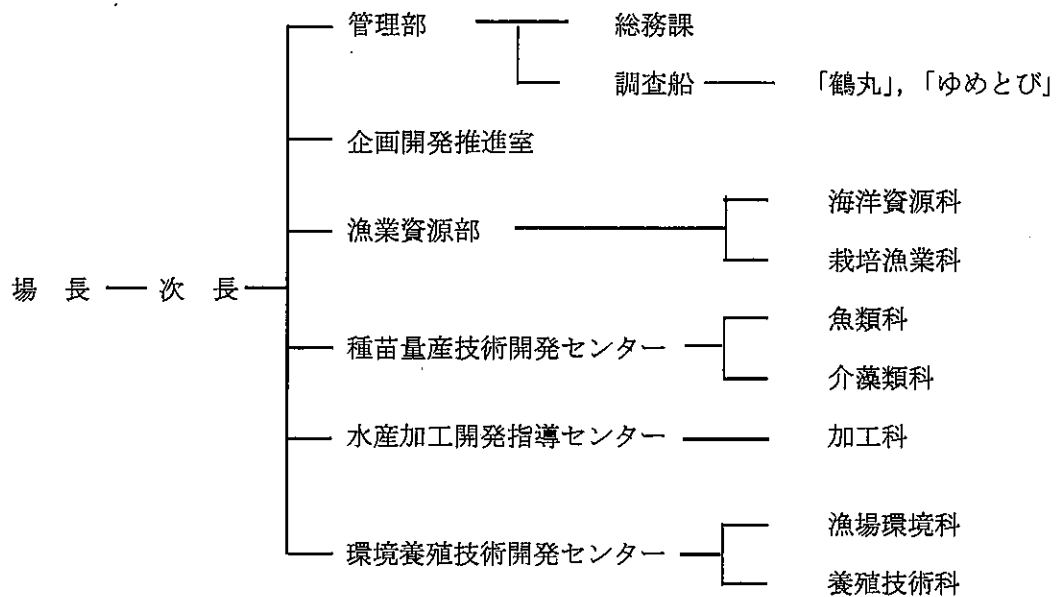 管理部 総務課
調査船 「鶴丸」，「ゆめとび」
企画開発推進室
海洋資源科
漁業資源部
栽培漁業科
場 長 次 長
魚類科
種苗量産技術開発センター
介藻類科
水産加工開発指導センター 加工科
漁場環境科
環境養殖技術開発センター
養殖技術科